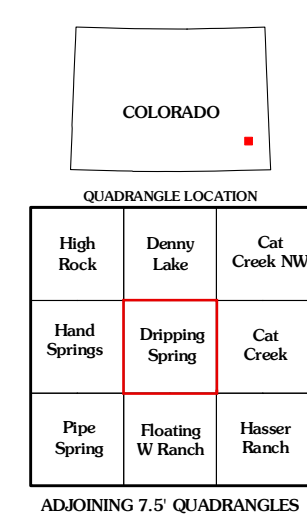 COLORADO
QUADRANGLE LOCATION
High
Rock
Denny
Lake
Cat
Creek NW
Hand
Springs
Dripping
Spring
Cat
Creek
Pipe
Spring
Floating
W Ranch
Hasser
Ranch
ADJOINING 7.5' QUADRANGLES